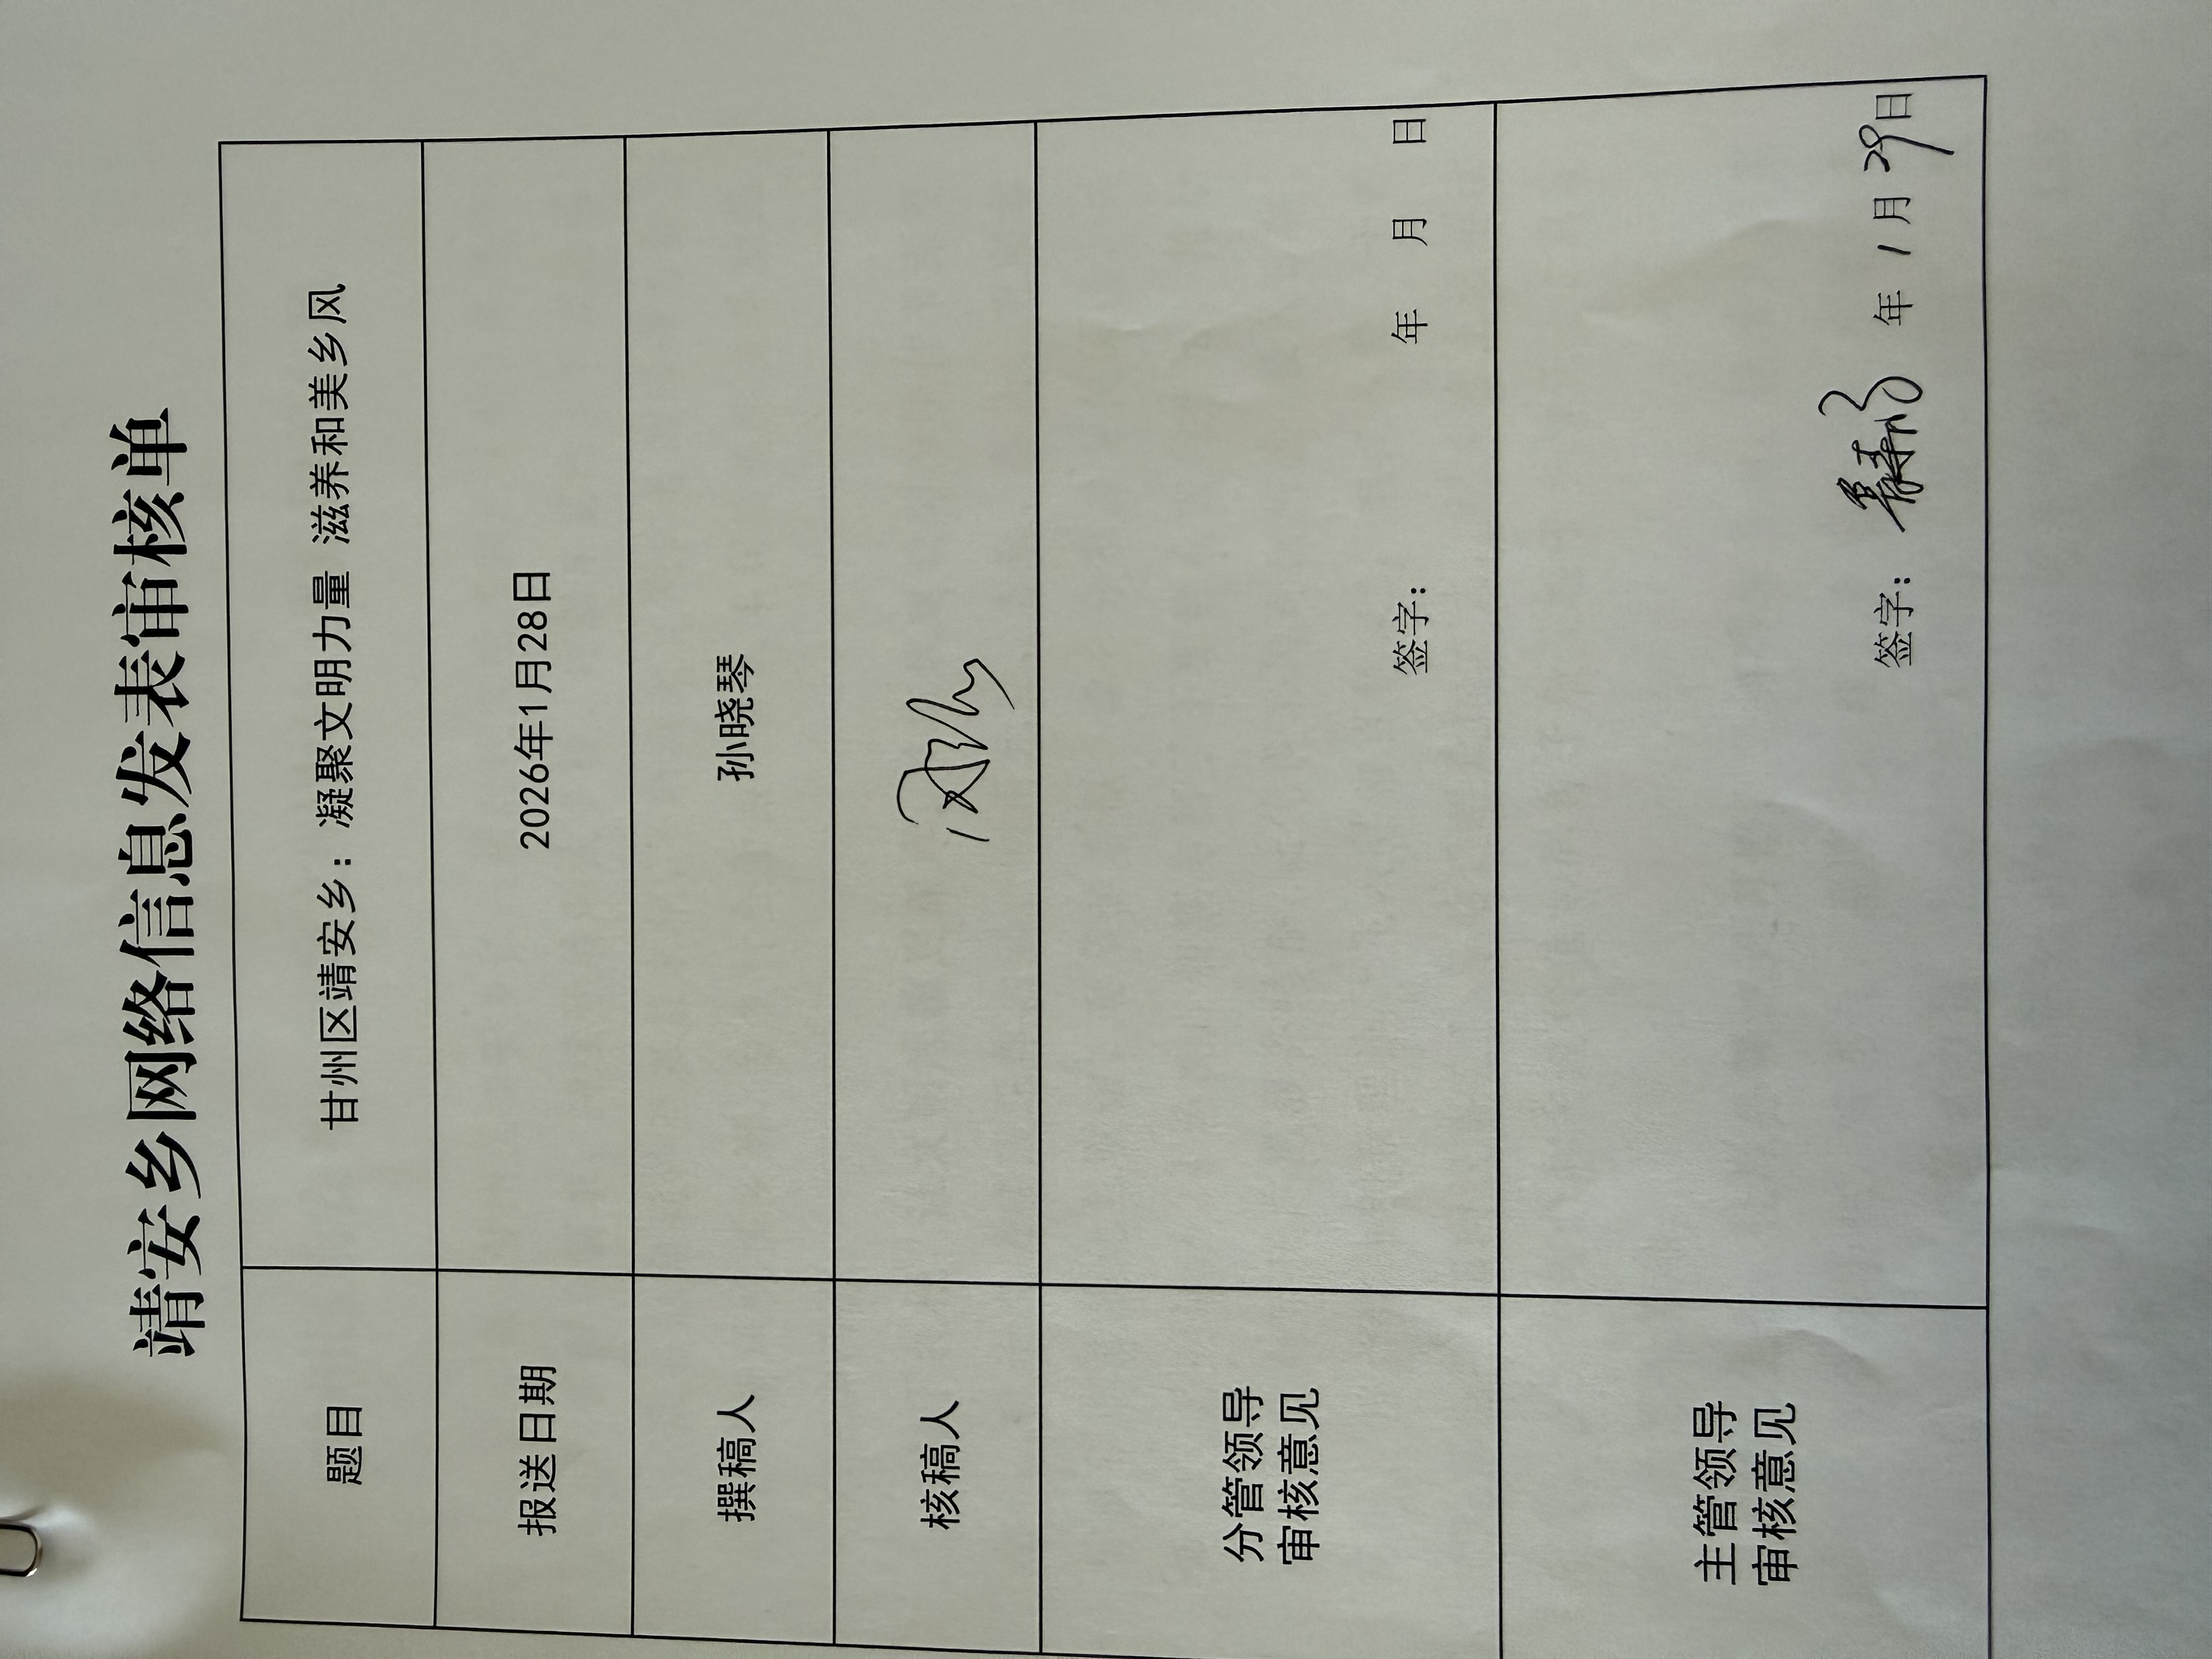 靖安乡网络信息发表审核单
题目
甘州区靖安乡：凝聚文明力量 滋养和美乡风
报送日期
2026年1月28日
撰稿人
孙晓琴
核稿人
分管领导
审核意见
签字： 年 月 日
主管领导
审核意见
签字： 年 1 月 29 日